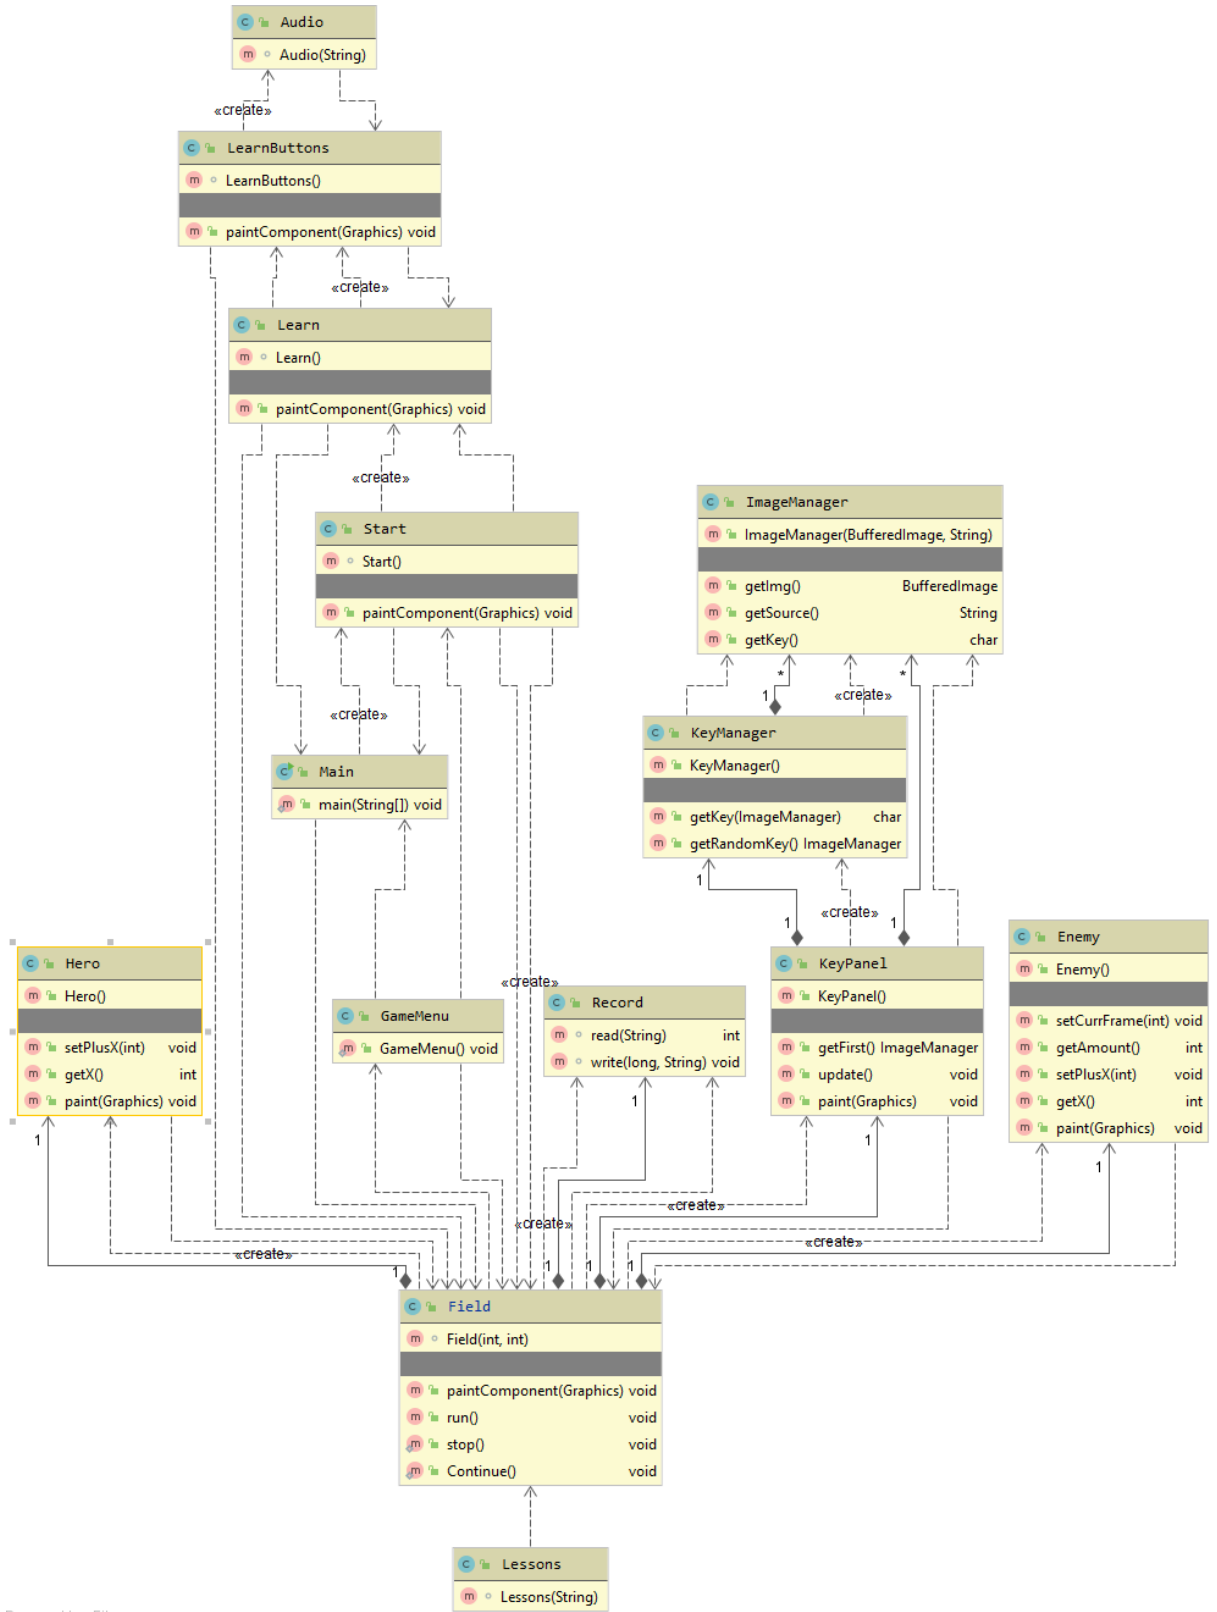 Audio
Audio(String)
«create»
LearnButtons
LearnButtons()
paintComponent(Graphics) void
«create»
Learn
Learn()
paintComponent(Graphics) void
«create»
Start
Start()
paintComponent(Graphics) void
ImageManager
ImageManager(BufferedImage, String)
getImg() BufferedImage
getSource() String
getKey() char
* *
1 «create»
«create»
KeyManager
KeyManager()
getKey(ImageManager) char
getRandomKey() ImageManager
Main
main(String[]) void
1
1 «create» 1
Hero
Hero()
setPlusX(int) void
getX() int
paint(Graphics) void
GameMenu
GameMenu() void
«create»
Record
read(String) int
write(long, String) void
KeyPanel
KeyPanel()
getFirst() ImageManager
update() void
paint(Graphics) void
Enemy
Enemy()
setCurrFrame(int) void
getAmount() int
setPlusX(int) void
getX() int
paint(Graphics) void
1 1 1 1
«create»
«create»
«create»
«create»
1 1 1 1
Field
Field(int, int)
paintComponent(Graphics) void
run() void
stop() void
Continue() void
Lessons
Lessons(String)